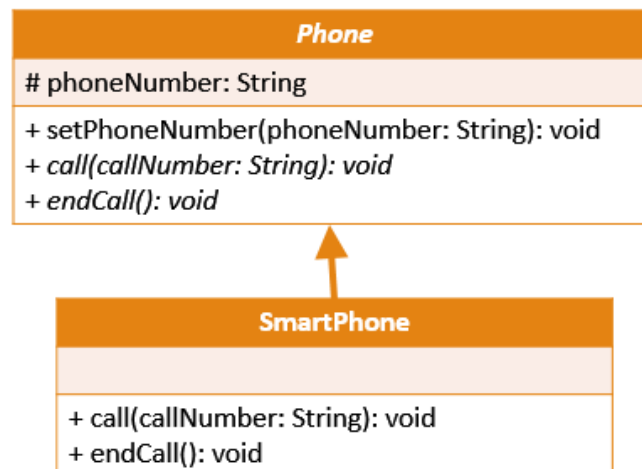 Phone
# phoneNumber: String
+ setPhoneNumber(phoneNumber: String): void
+ call(callNumber: String): void
+ endCall(): void
SmartPhone
+ call(callNumber: String): void
+ endCall(): void